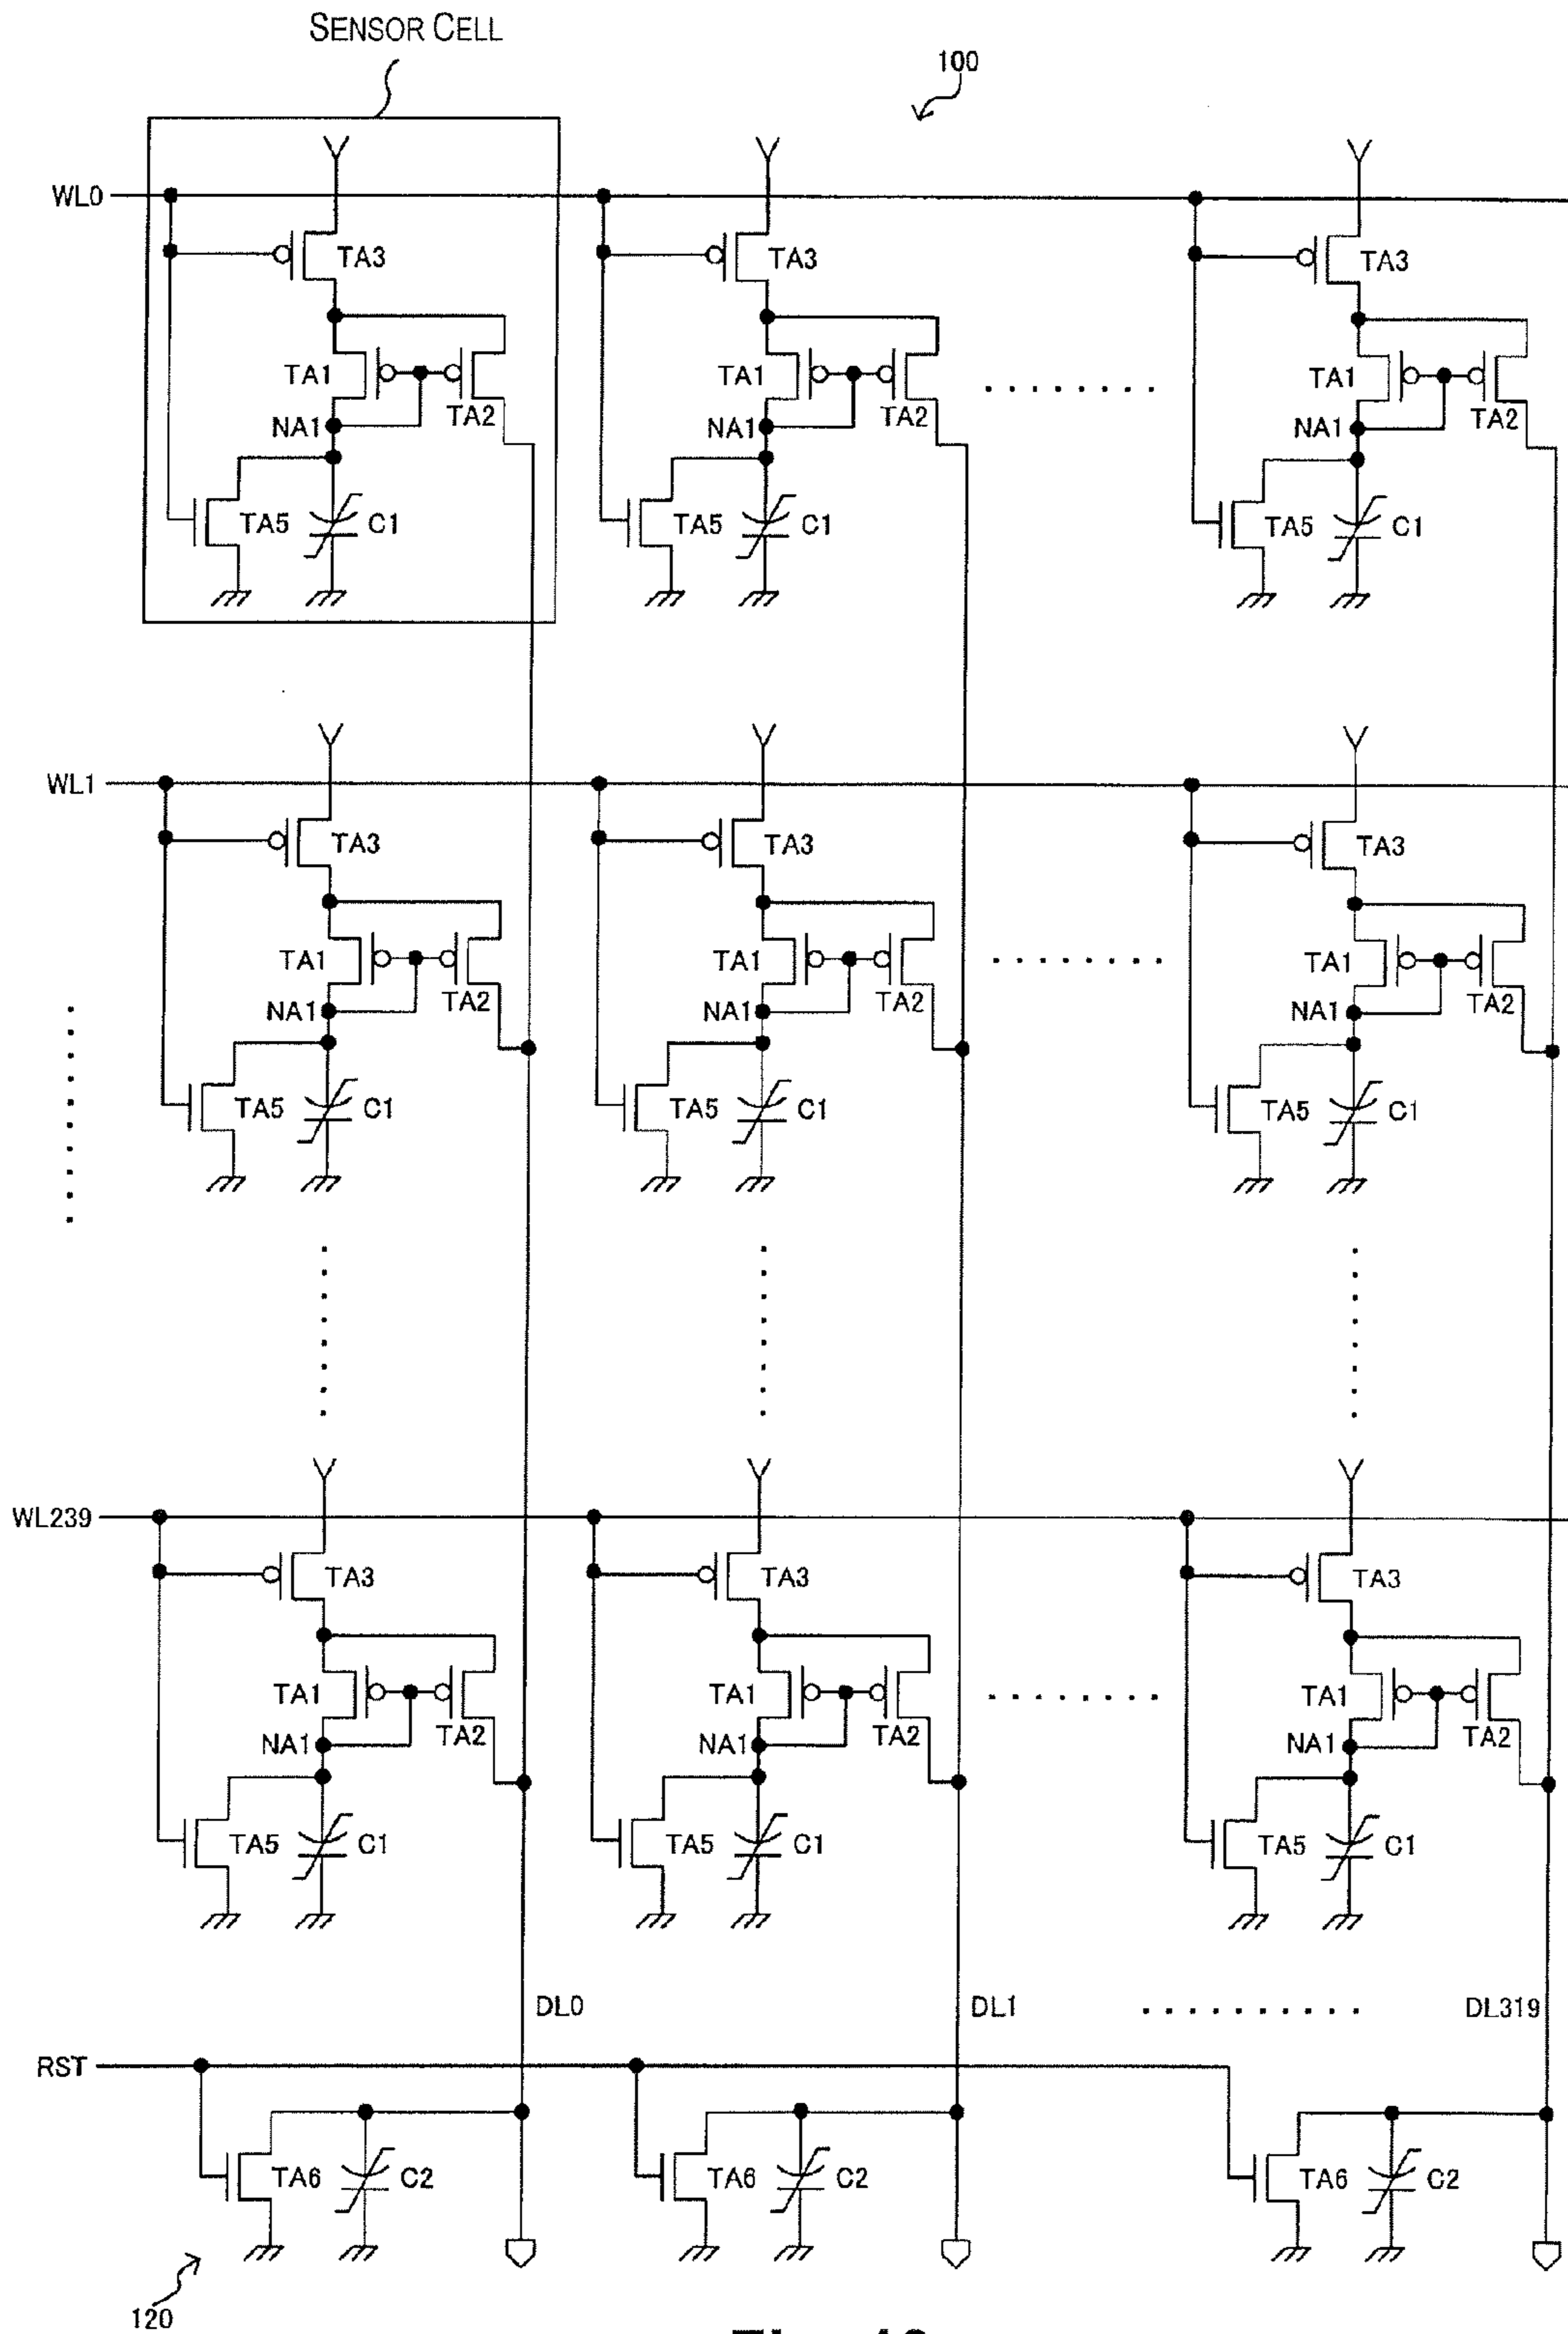 SENSOR CELL
100
WL0
TA3 TA3 TA3
TA1 TA2 TA1 TA2 TA1 TA2
NA1 NA1 NA1
TA5 C1 TA5 C1 TA5 C1
WL1
TA3 TA3 TA3
TA1 TA2 TA1 TA2 TA1 TA2
NA1 NA1 NA1
TA5 C1 TA5 C1 TA5 C1
WL239
TA3 TA3 TA3
TA1 TA2 TA1 TA2 TA1 TA2
NA1 NA1 NA1
TA5 C1 TA5 C1 TA5 C1
DL0 DL1 DL319
RST
TA6 C2 TA6 C2 TA6 C2
120